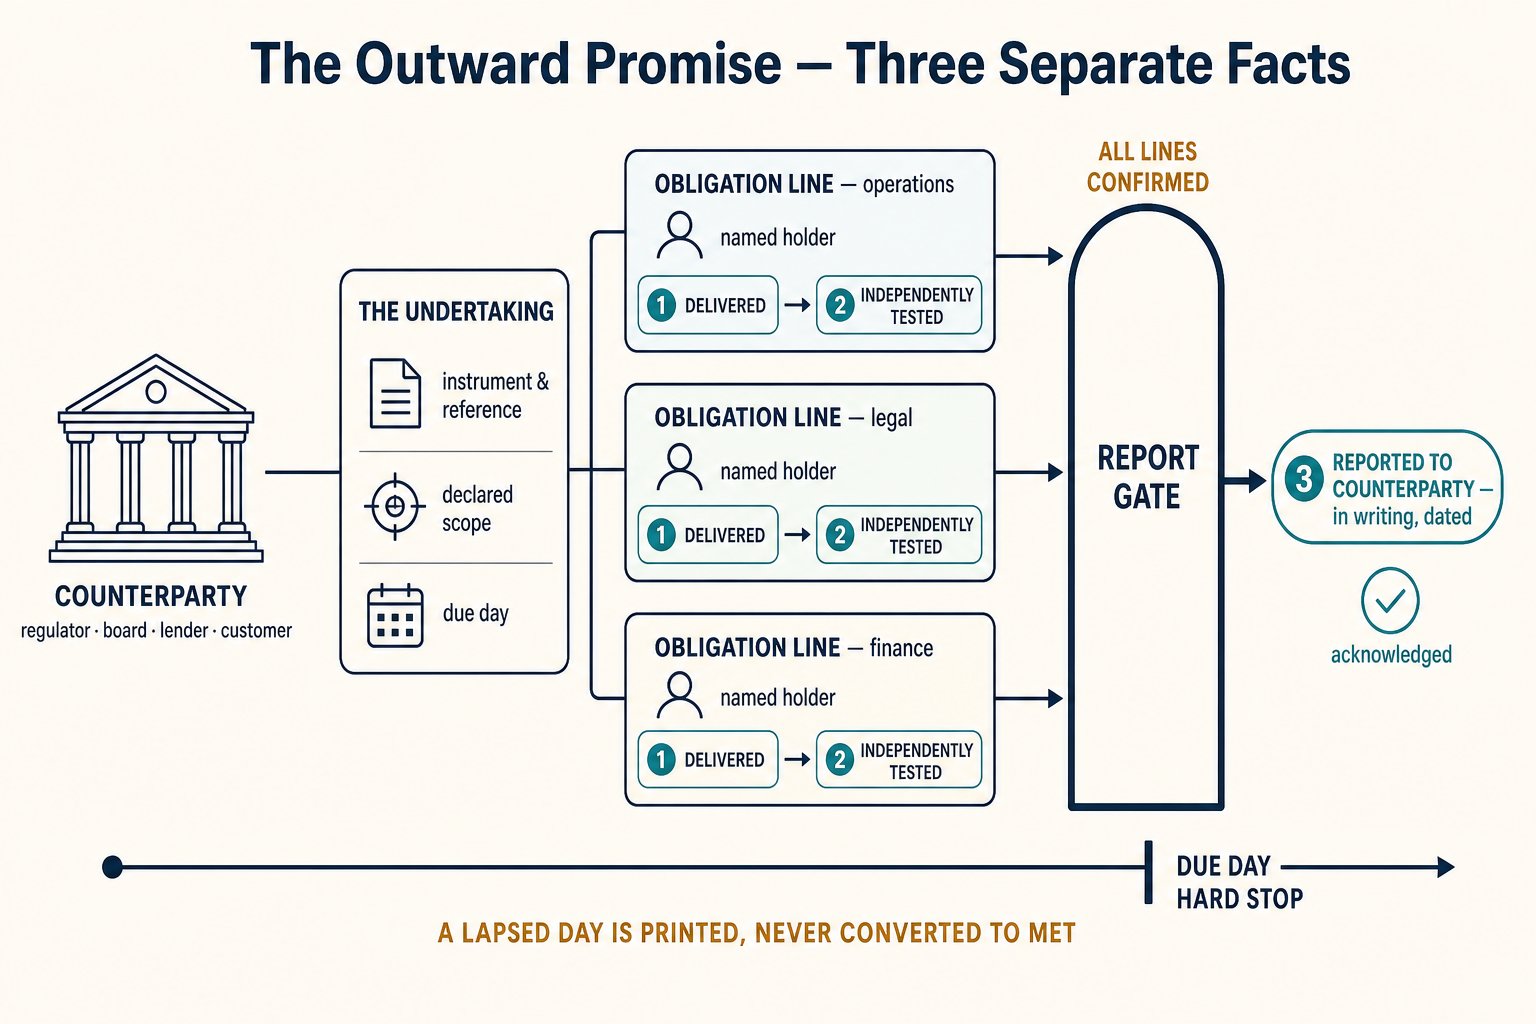 The Outward Promise — Three Separate Facts
COUNTERPARTY
regulator · board · lender · customer
THE UNDERTAKING
instrument &
reference
declared
scope
due day
OBLIGATION LINE — operations
named holder
1 DELIVERED
2 INDEPENDENTLY
TESTED
OBLIGATION LINE — legal
named holder
1 DELIVERED
2 INDEPENDENTLY
TESTED
OBLIGATION LINE — finance
named holder
1 DELIVERED
2 INDEPENDENTLY
TESTED
ALL LINES
CONFIRMED
REPORT
GATE
3 REPORTED TO
COUNTERPARTY —
in writing, dated
acknowledged
DUE DAY
HARD STOP
A LAPSED DAY IS PRINTED, NEVER CONVERTED TO MET